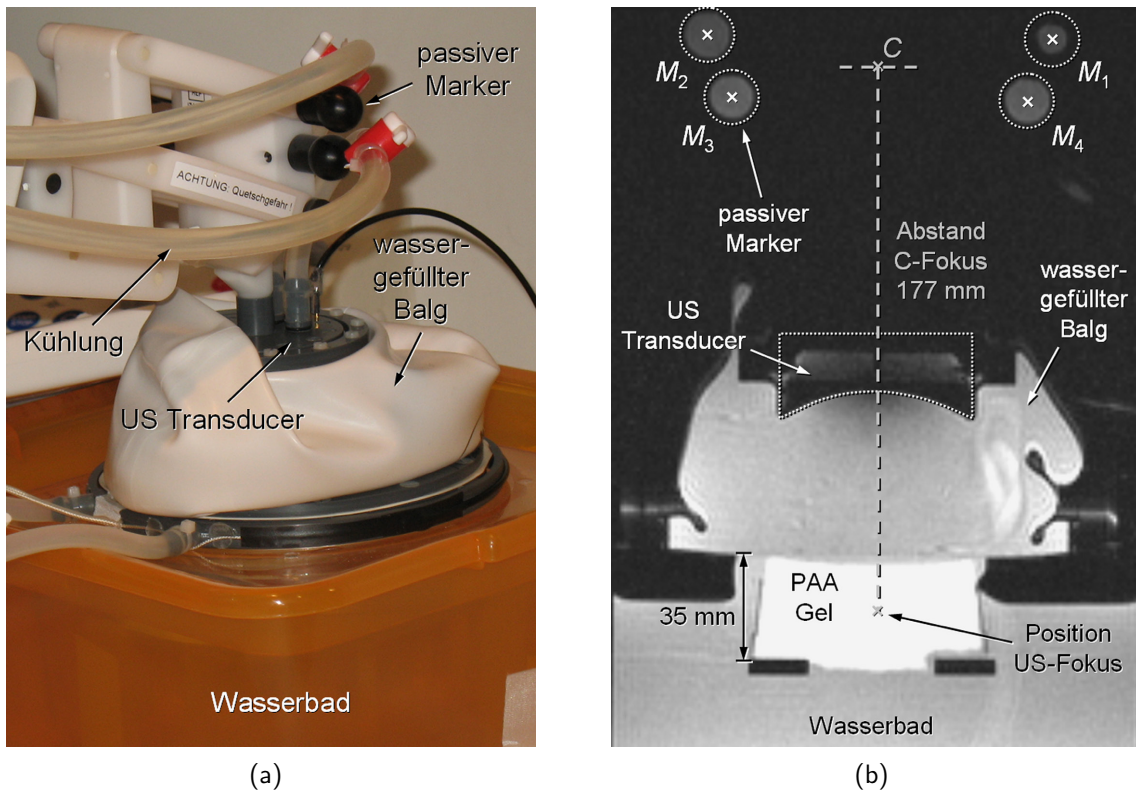 passiver
Marker
ACHTUNG: Quetschgefahr !
wasser-
gefüllter
Balg
Kühlung
US Transducer
Wasserbad
(a)
C
M2
M1
M3
M4
passiver
Marker
Abstand
C-Fokus
177 mm
wasser-
gefüllter
Balg
US
Transducer
PAA
Gel
35 mm
Position
US-Fokus
Wasserbad
(b)